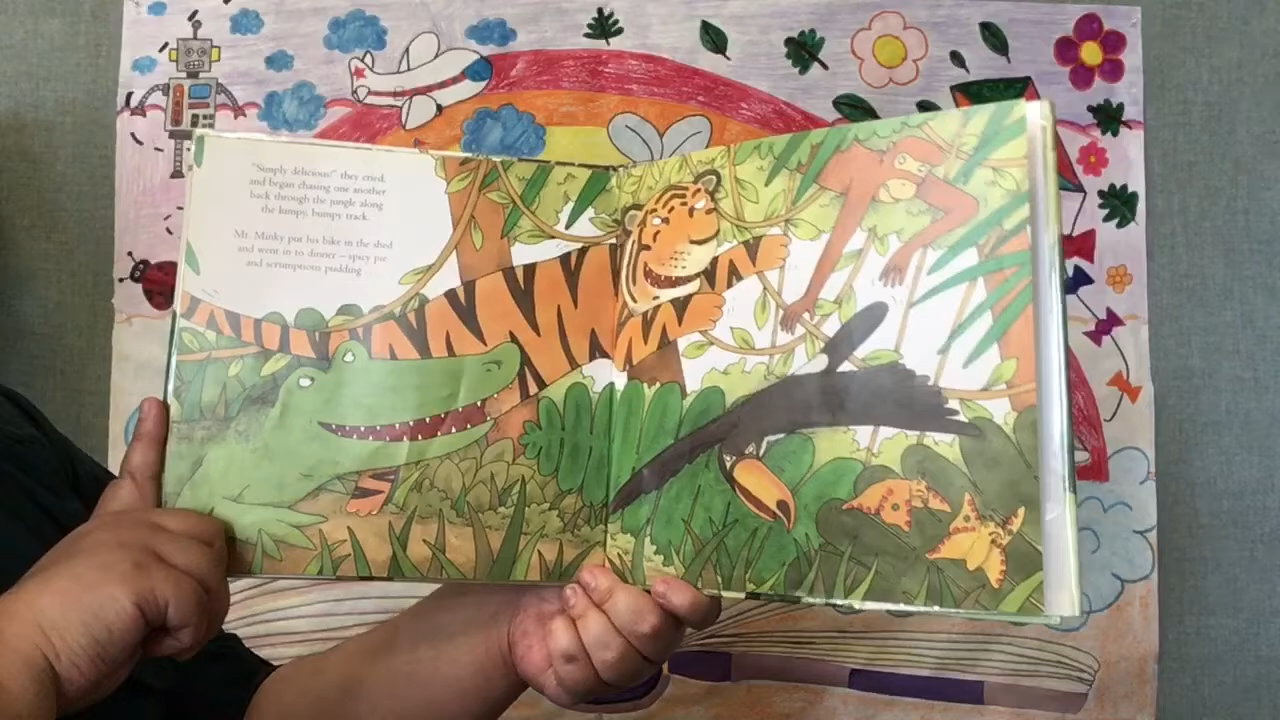 "Simply delicious!" they cried,
and began chasing one another
back through the jungle along
the lumpy, bumpy track.
Mr. Minky put his bike in the shed
and went in to dinner – spicy pie
and scrumptious pudding